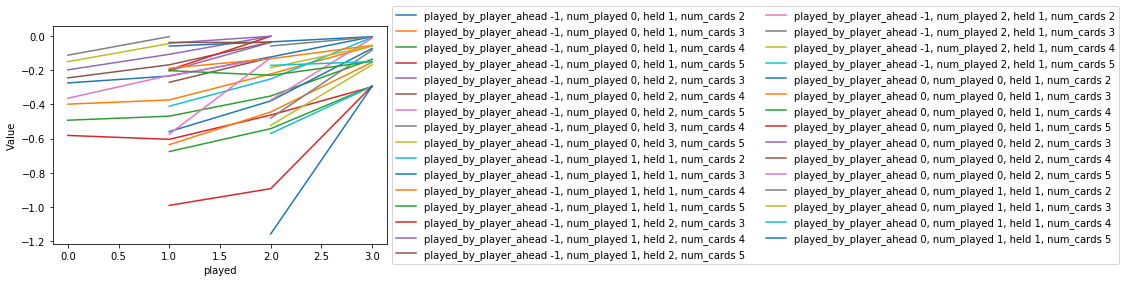 0.0
−0.2
−0.4
−0.6
−0.8
−1.0
−1.2
Value
0.0 0.5 1.0 1.5 2.0 2.5 3.0
played
played_by_player_ahead -1, num_played 0, held 1, num_cards 2
played_by_player_ahead -1, num_played 0, held 1, num_cards 3
played_by_player_ahead -1, num_played 0, held 1, num_cards 4
played_by_player_ahead -1, num_played 0, held 1, num_cards 5
played_by_player_ahead -1, num_played 0, held 2, num_cards 3
played_by_player_ahead -1, num_played 0, held 2, num_cards 4
played_by_player_ahead -1, num_played 0, held 2, num_cards 5
played_by_player_ahead -1, num_played 0, held 3, num_cards 4
played_by_player_ahead -1, num_played 0, held 3, num_cards 5
played_by_player_ahead -1, num_played 1, held 1, num_cards 2
played_by_player_ahead -1, num_played 1, held 1, num_cards 3
played_by_player_ahead -1, num_played 1, held 1, num_cards 4
played_by_player_ahead -1, num_played 1, held 1, num_cards 5
played_by_player_ahead -1, num_played 1, held 2, num_cards 3
played_by_player_ahead -1, num_played 1, held 2, num_cards 4
played_by_player_ahead -1, num_played 1, held 2, num_cards 5
played_by_player_ahead -1, num_played 2, held 1, num_cards 2
played_by_player_ahead -1, num_played 2, held 1, num_cards 3
played_by_player_ahead -1, num_played 2, held 1, num_cards 4
played_by_player_ahead -1, num_played 2, held 1, num_cards 5
played_by_player_ahead 0, num_played 0, held 1, num_cards 2
played_by_player_ahead 0, num_played 0, held 1, num_cards 3
played_by_player_ahead 0, num_played 0, held 1, num_cards 4
played_by_player_ahead 0, num_played 0, held 1, num_cards 5
played_by_player_ahead 0, num_played 0, held 2, num_cards 3
played_by_player_ahead 0, num_played 0, held 2, num_cards 4
played_by_player_ahead 0, num_played 0, held 2, num_cards 5
played_by_player_ahead 0, num_played 1, held 1, num_cards 2
played_by_player_ahead 0, num_played 1, held 1, num_cards 3
played_by_player_ahead 0, num_played 1, held 1, num_cards 4
played_by_player_ahead 0, num_played 1, held 1, num_cards 5